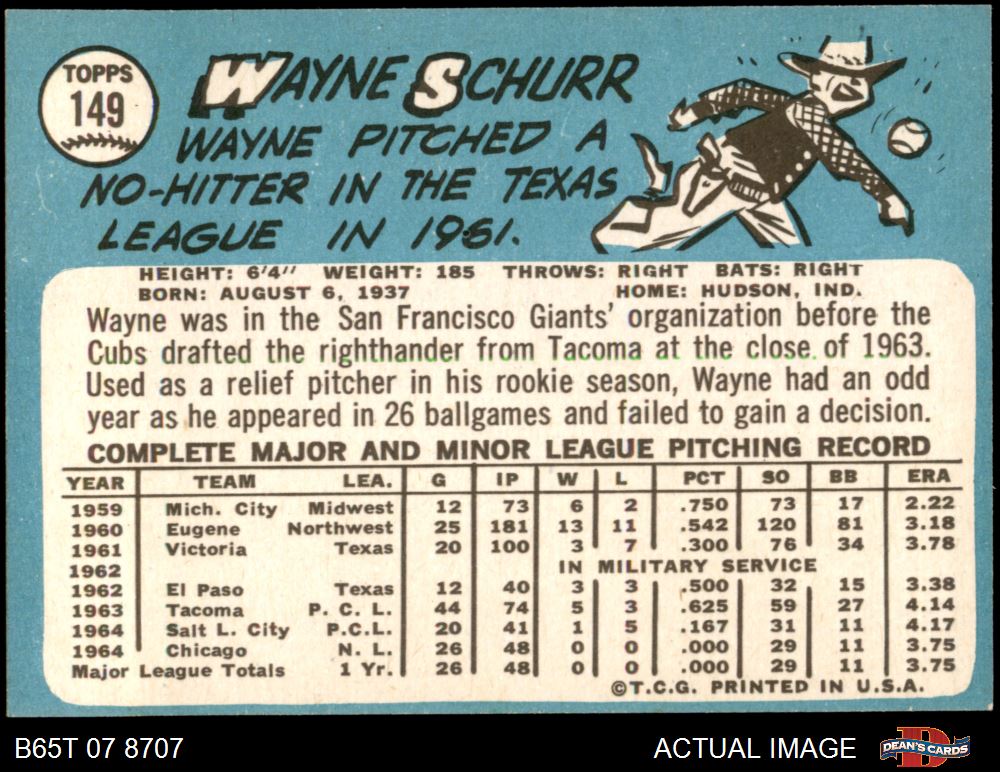 TOPPS
149
WAYNE SCHURR
WAYNE PITCHED A
NO-HITTER IN THE TEXAS
LEAGUE IN 1961.
HEIGHT: 6'4" WEIGHT: 185 THROWS: RIGHT BATS: RIGHT
BORN: AUGUST 6, 1937 HOME: HUDSON, IND.
Wayne was in the San Francisco Giants' organization before the
Cubs drafted the righthander from Tacoma at the close of 1963.
Used as a relief pitcher in his rookie season, Wayne had an odd
year as he appeared in 26 ballgames and failed to gain a decision.
COMPLETE MAJOR AND MINOR LEAGUE PITCHING RECORD
YEAR TEAM LEA. G IP W L PCT SO BB ERA
1959 Mich. City Midwest 12 73 6 2 .750 73 17 2.22
1960 Eugene Northwest 25 181 13 11 .542 120 81 3.18
1961 Victoria Texas 20 100 3 7 .300 76 34 3.78
1962 IN MILITARY SERVICE
1962 El Paso Texas 12 40 3 3 .500 32 15 3.38
1963 Tacoma P. C. L. 44 74 5 3 .625 59 27 4.14
1964 Salt L. City P.C.L. 20 41 1 5 .167 31 11 4.17
1964 Chicago N. L. 26 48 0 0 .000 29 11 3.75
Major League Totals 1 Yr. 26 48 0 0 .000 29 11 3.75
©T.C.G. PRINTED IN U.S.A.
B65T 07 8707 ACTUAL IMAGE DEAN'S CARDS